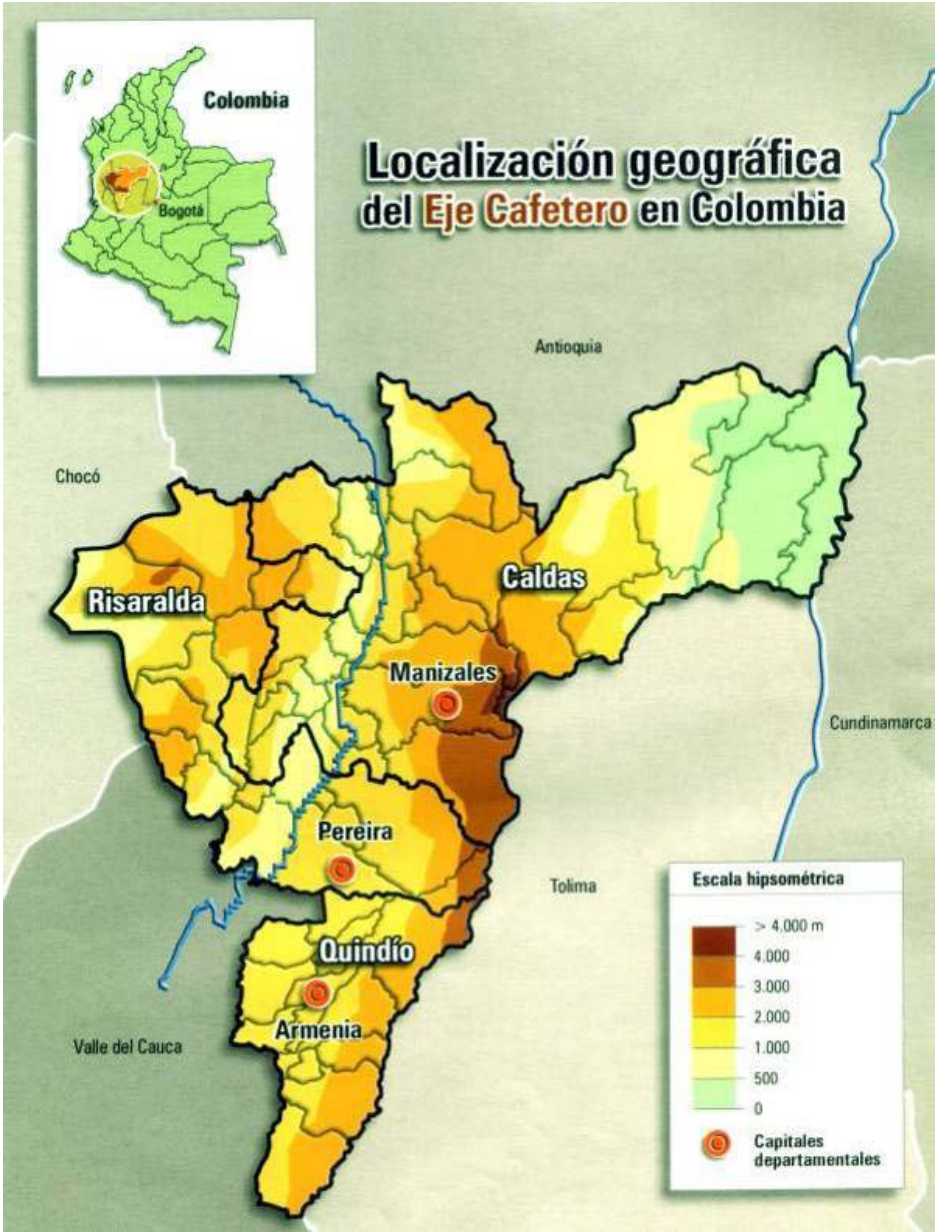 Colombia
Bogotá
Localización geográfica
del Eje Cafetero en Colombia
Antioquia
Chocó
Caldas
Risaralda
Manizales
Cundinamarca
Pereira
Tolima
Quindío
Armenia
Valle del Cauca
Escala hipsométrica
> 4.000 m
4.000
3.000
2.000
1.000
500
0
Capitales
departamentales